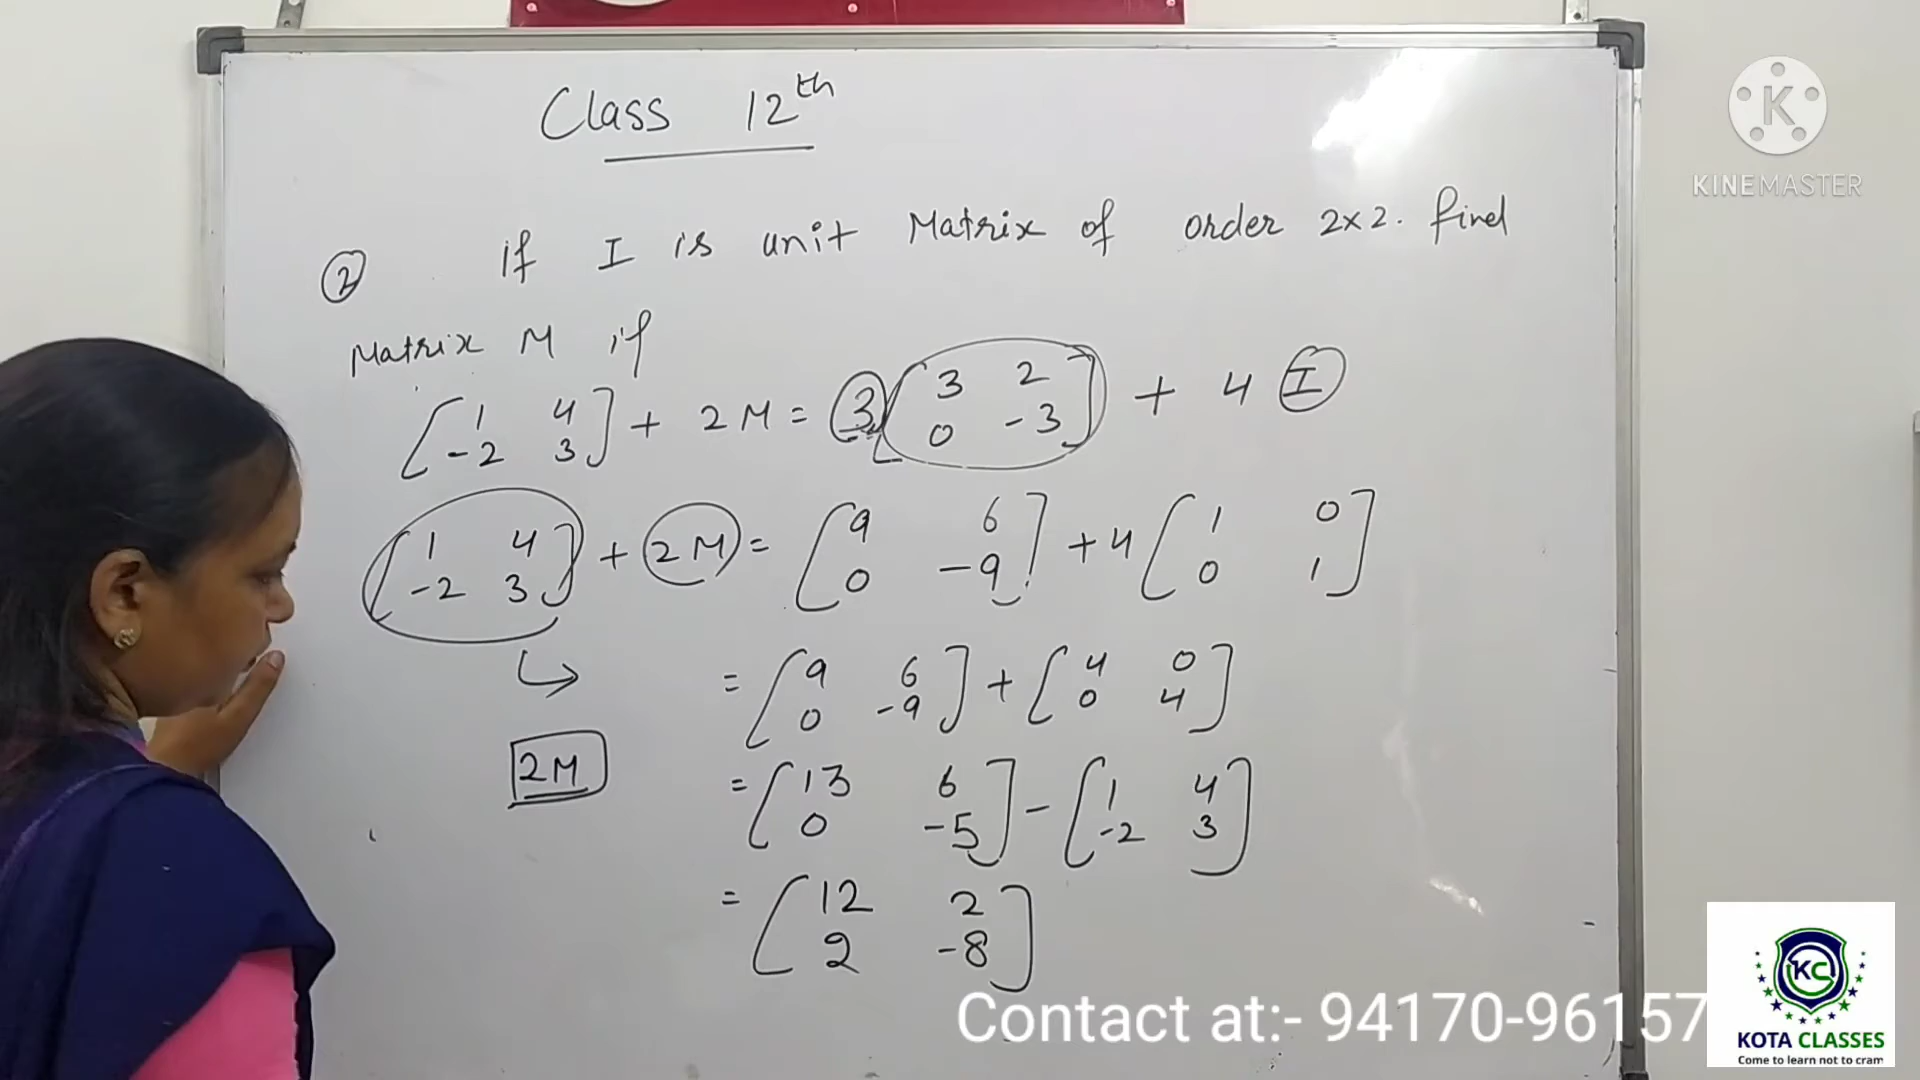 Class 12th
② If I is unit Matrix of order 2x2. find
Matrix M if
[1 4 -2 3] + 2M = 3[3 2 0 -3] + 4 I
[1 4 -2 3] + 2M = [9 6 0 -9] + 4[1 0 0 1]
= [9 6 0 -9] + [4 0 0 4]
2M = [13 6 0 -5] - [1 4 -2 3]
= [12 2 2 -8]
K
KINEMASTER
Contact at:- 94170-96157
KC
KOTA CLASSES
Come to learn not to cram